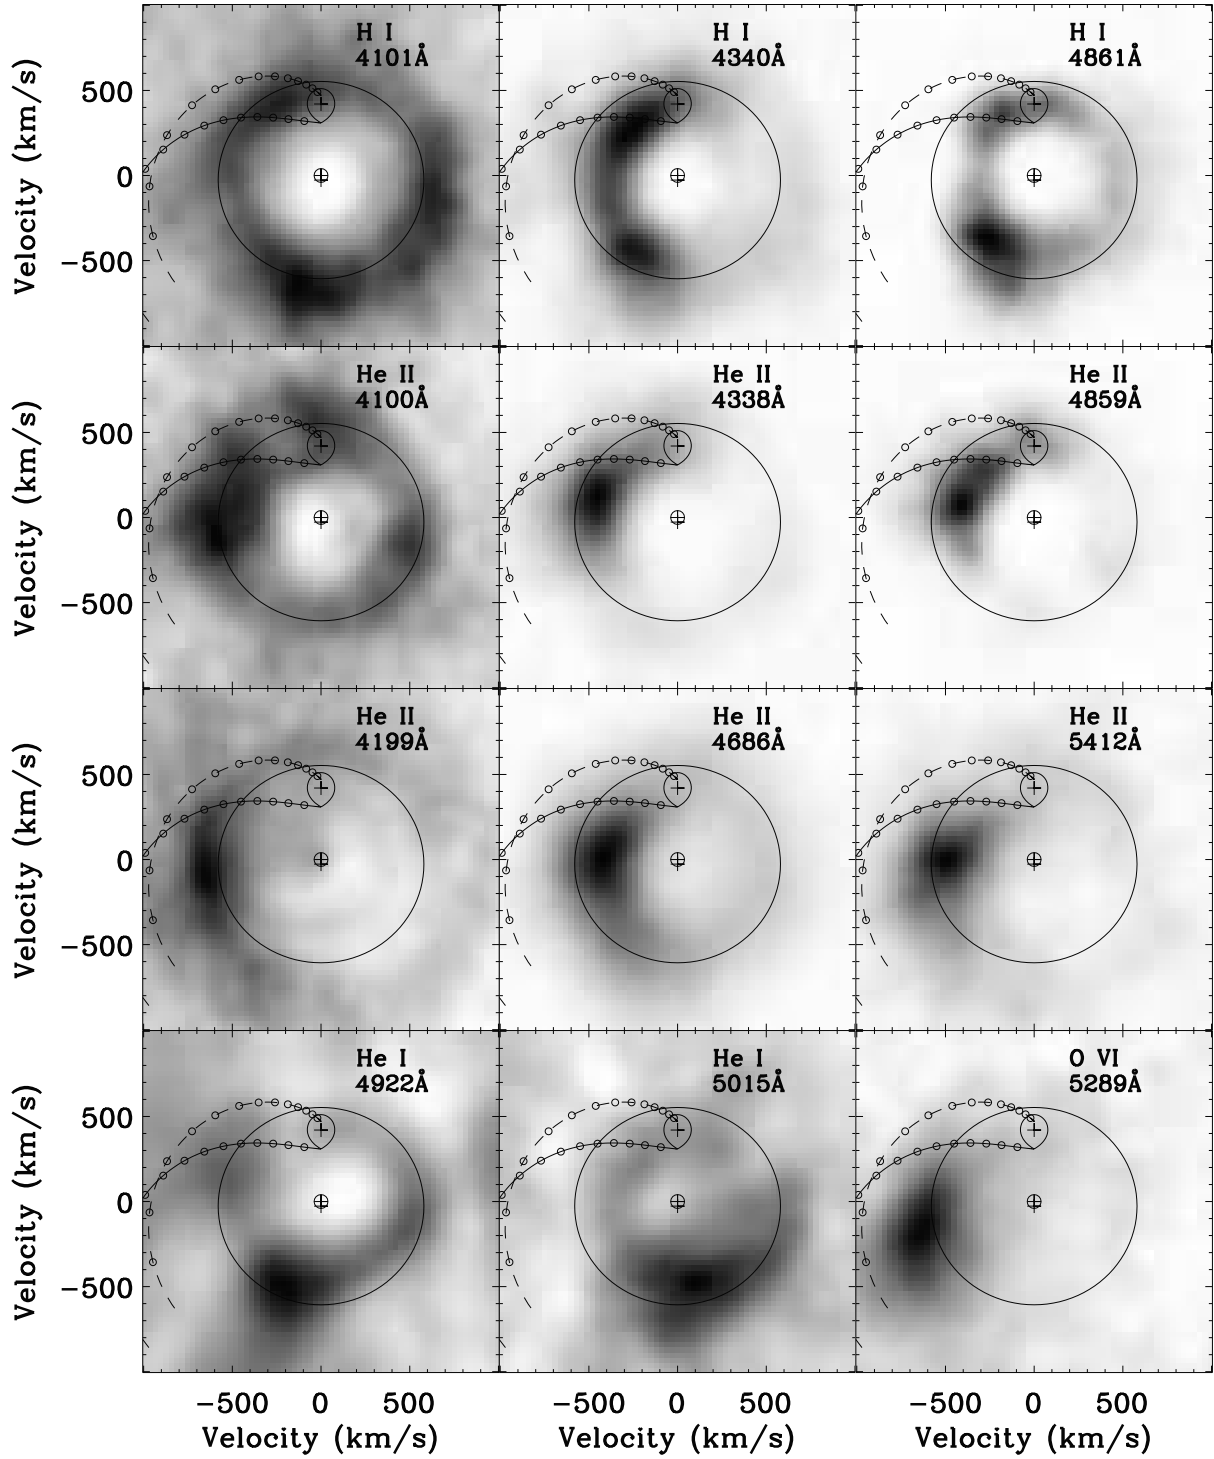 H I
4101Å
H I
4340Å
H I
4861Å
Velocity (km/s)
500
0
−500
He II
4100Å
He II
4338Å
He II
4859Å
Velocity (km/s)
500
0
−500
He II
4199Å
He II
4686Å
He II
5412Å
Velocity (km/s)
500
0
−500
He I
4922Å
He I
5015Å
O VI
5289Å
Velocity (km/s)
500
0
−500
−500 0 500
−500 0 500
−500 0 500
Velocity (km/s)
Velocity (km/s)
Velocity (km/s)